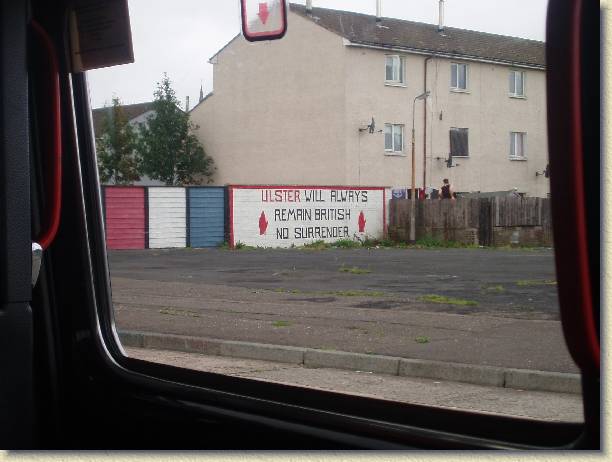 ULSTER WILL ALWAYS
REMAIN BRITISH
NO SURRENDER